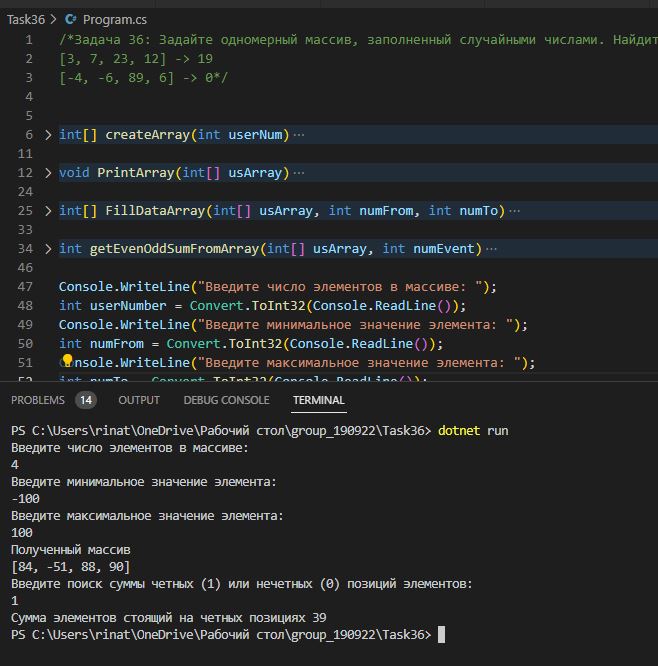 Task36 > C# Program.cs
1 /*Задача 36: Задайте одномерный массив, заполненный случайными числами. Найдит
2 [3, 7, 23, 12] -> 19
3 [-4, -6, 89, 6] -> 0*/
4
5
6 > int[] createArray(int userNum)···
11
12 > void PrintArray(int[] usArray)···
24
25 > int[] FillDataArray(int[] usArray, int numFrom, int numTo)···
33
34 > int getEvenOddSumFromArray(int[] usArray, int numEvent)···
46
47 Console.WriteLine("Введите число элементов в массиве: ");
48 int userNumber = Convert.ToInt32(Console.ReadLine());
49 Console.WriteLine("Введите минимальное значение элемента: ");
50 int numFrom = Convert.ToInt32(Console.ReadLine());
51 Console.WriteLine("Введите максимальное значение элемента: ");
52 int numTo = Convert.ToInt32(Console.ReadLine());
PROBLEMS 14 OUTPUT DEBUG CONSOLE TERMINAL
PS C:\Users\rinat\OneDrive\Рабочий стол\group_190922\Task36> dotnet run
Введите число элементов в массиве:
4
Введите минимальное значение элемента:
-100
Введите максимальное значение элемента:
100
Полученный массив
[84, -51, 88, 90]
Введите поиск суммы четных (1) или нечетных (0) позиций элементов:
1
Сумма элементов стоящий на четных позициях 39
PS C:\Users\rinat\OneDrive\Рабочий стол\group_190922\Task36>